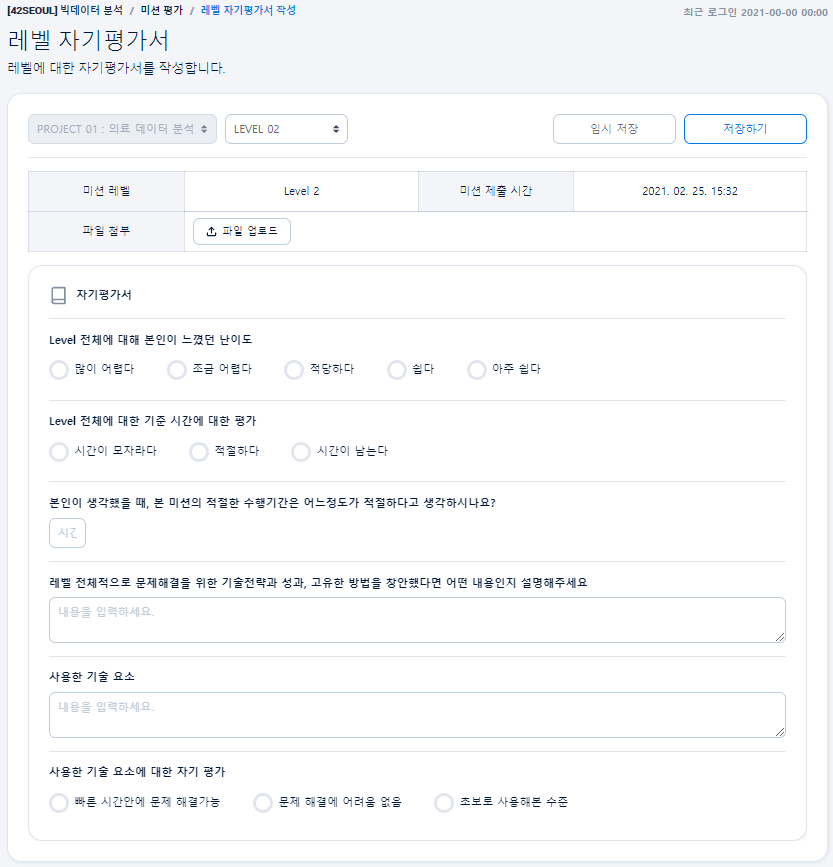 [42SEOUL] 빅데이터 분석 / 미션 평가 / 레벨 자기평가서 작성
최근 로그인 2021-00-00 00:00
레벨 자기평가서
레벨에 대한 자기평가서를 작성합니다.
PROJECT 01 : 의료 데이터 분석 LEVEL 02 임시 저장 저장하기
미션 레벨 Level 2 미션 제출 시간 2021. 02. 25. 15:32
파일 첨부 파일 업로드
자기평가서
Level 전체에 대해 본인이 느꼈던 난이도
많이 어렵다 조금 어렵다 적당하다 쉽다 아주 쉽다
Level 전체에 대한 기준 시간에 대한 평가
시간이 모자라다 적절하다 시간이 남는다
본인이 생각했을 때, 본 미션의 적절한 수행기간은 어느정도가 적절하다고 생각하시나요?
시간
레벨 전체적으로 문제해결을 위한 기술전략과 성과, 고유한 방법을 창안했다면 어떤 내용인지 설명해주세요
내용을 입력하세요.
사용한 기술 요소
내용을 입력하세요.
사용한 기술 요소에 대한 자기 평가
빠른 시간안에 문제 해결가능 문제 해결에 어려움 없음 초보로 사용해본 수준